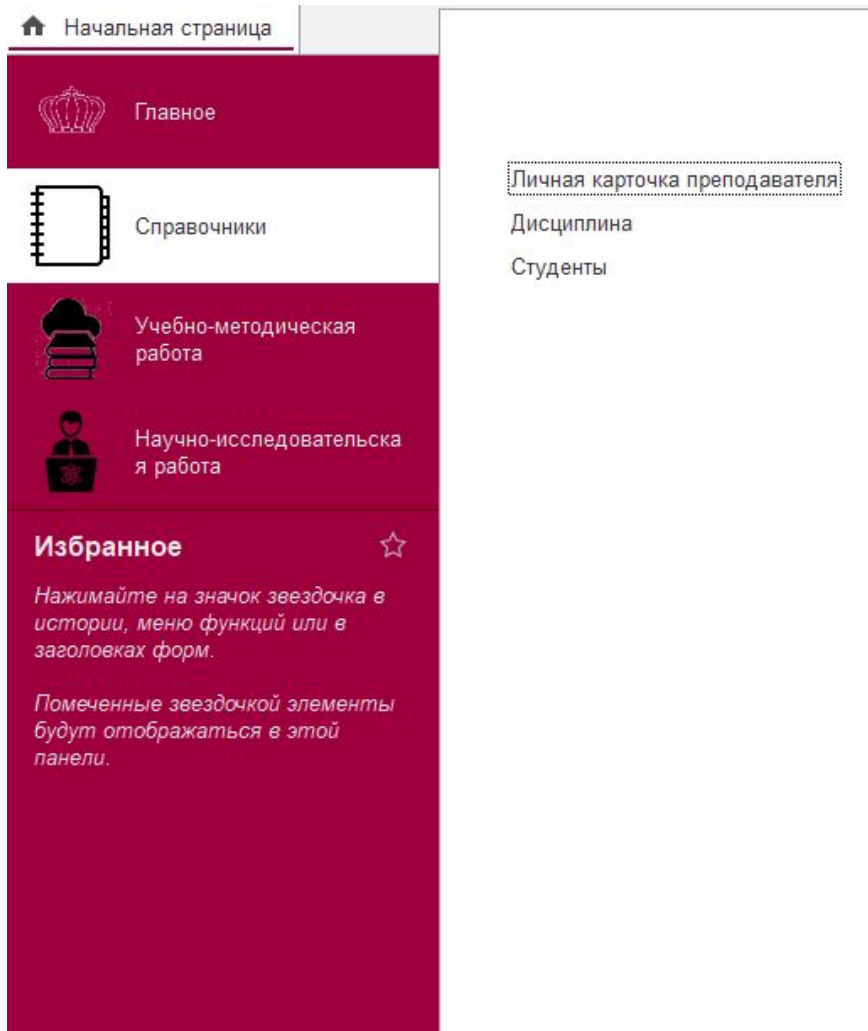 Начальная страница
Главное
Справочники
Учебно-методическая
работа
Научно-исследовательска
я работа
Избранное
Нажимайте на значок звездочка в
истории, меню функций или в
заголовках форм.
Помеченные звездочкой элементы
будут отображаться в этой
панели.
Личная карточка преподавателя
Дисциплина
Студенты